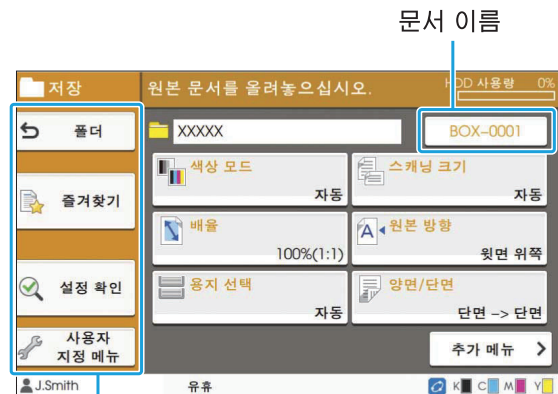 문서 이름
저장
원본 문서를 올려놓으십시오.
HDD 사용량 0%
폴더
XXXXX
BOX-0001
즐겨찾기
색상 모드
자동
스캐닝 크기
자동
배율
100%(1:1)
원본 방향
윗면 위쪽
설정 확인
용지 선택
자동
양면/단면
단면 -> 단면
사용자
지정 메뉴
추가 메뉴
J.Smith
유휴
K C M Y